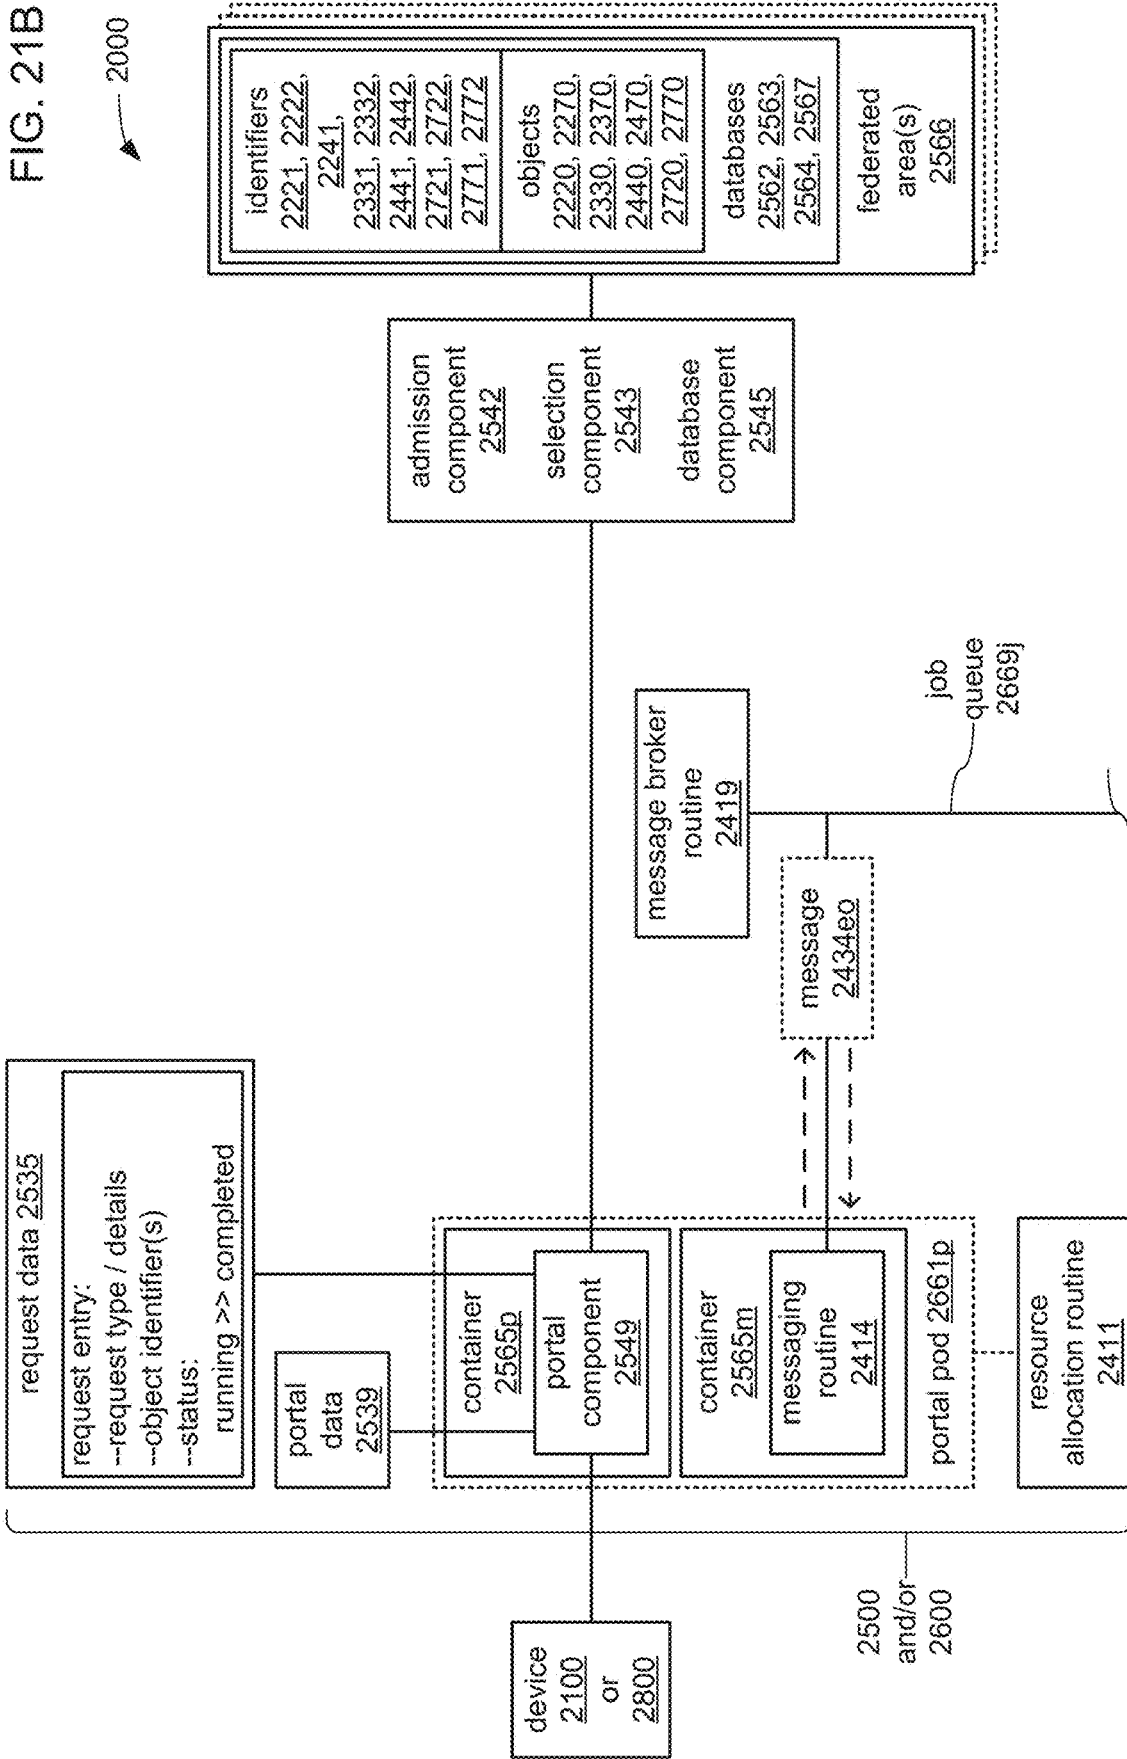 FIG. 21B
2000
request data 2535
request entry:
--request type / details
--object identifier(s)
--status:
running >> completed
portal
data
2539
container
2565p
portal
component
2549
container
2565m
messaging
routine
2414
portal pod 2661p
resource
allocation routine
2411
device
2100
or
2800
2500
and/or
2600
message
2434eo
message broker
routine
2419
job
queue
2669j
admission
component
2542
selection
component
2543
database
component
2545
identifiers
2221, 2222,
2241,
2331, 2332,
2441, 2442,
2721, 2722,
2771, 2772
objects
2220, 2270,
2330, 2370,
2440, 2470,
2720, 2770
databases
2562, 2563,
2564, 2567
federated
area(s)
2566